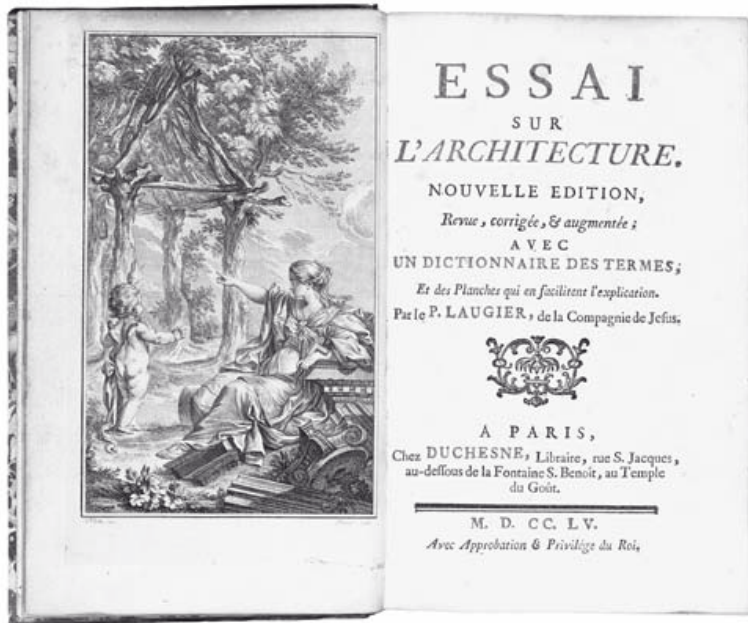 ESSAI
SUR
L'ARCHITECTURE.
NOUVELLE EDITION,
Revue, corrigée, & augmentée;
AVEC
UN DICTIONNAIRE DES TERMES;
Et des Planches qui en facilitent l'explication.
Par le P. LAUGIER, de la Compagnie de Jesus.
A PARIS,
Chez DUCHESNE, Libraire, rue S. Jacques,
au-dessous de la Fontaine S. Benoît, au Temple
du Goût.
M. D. CC. LV.
Avec Approbation & Privilége du Roi.